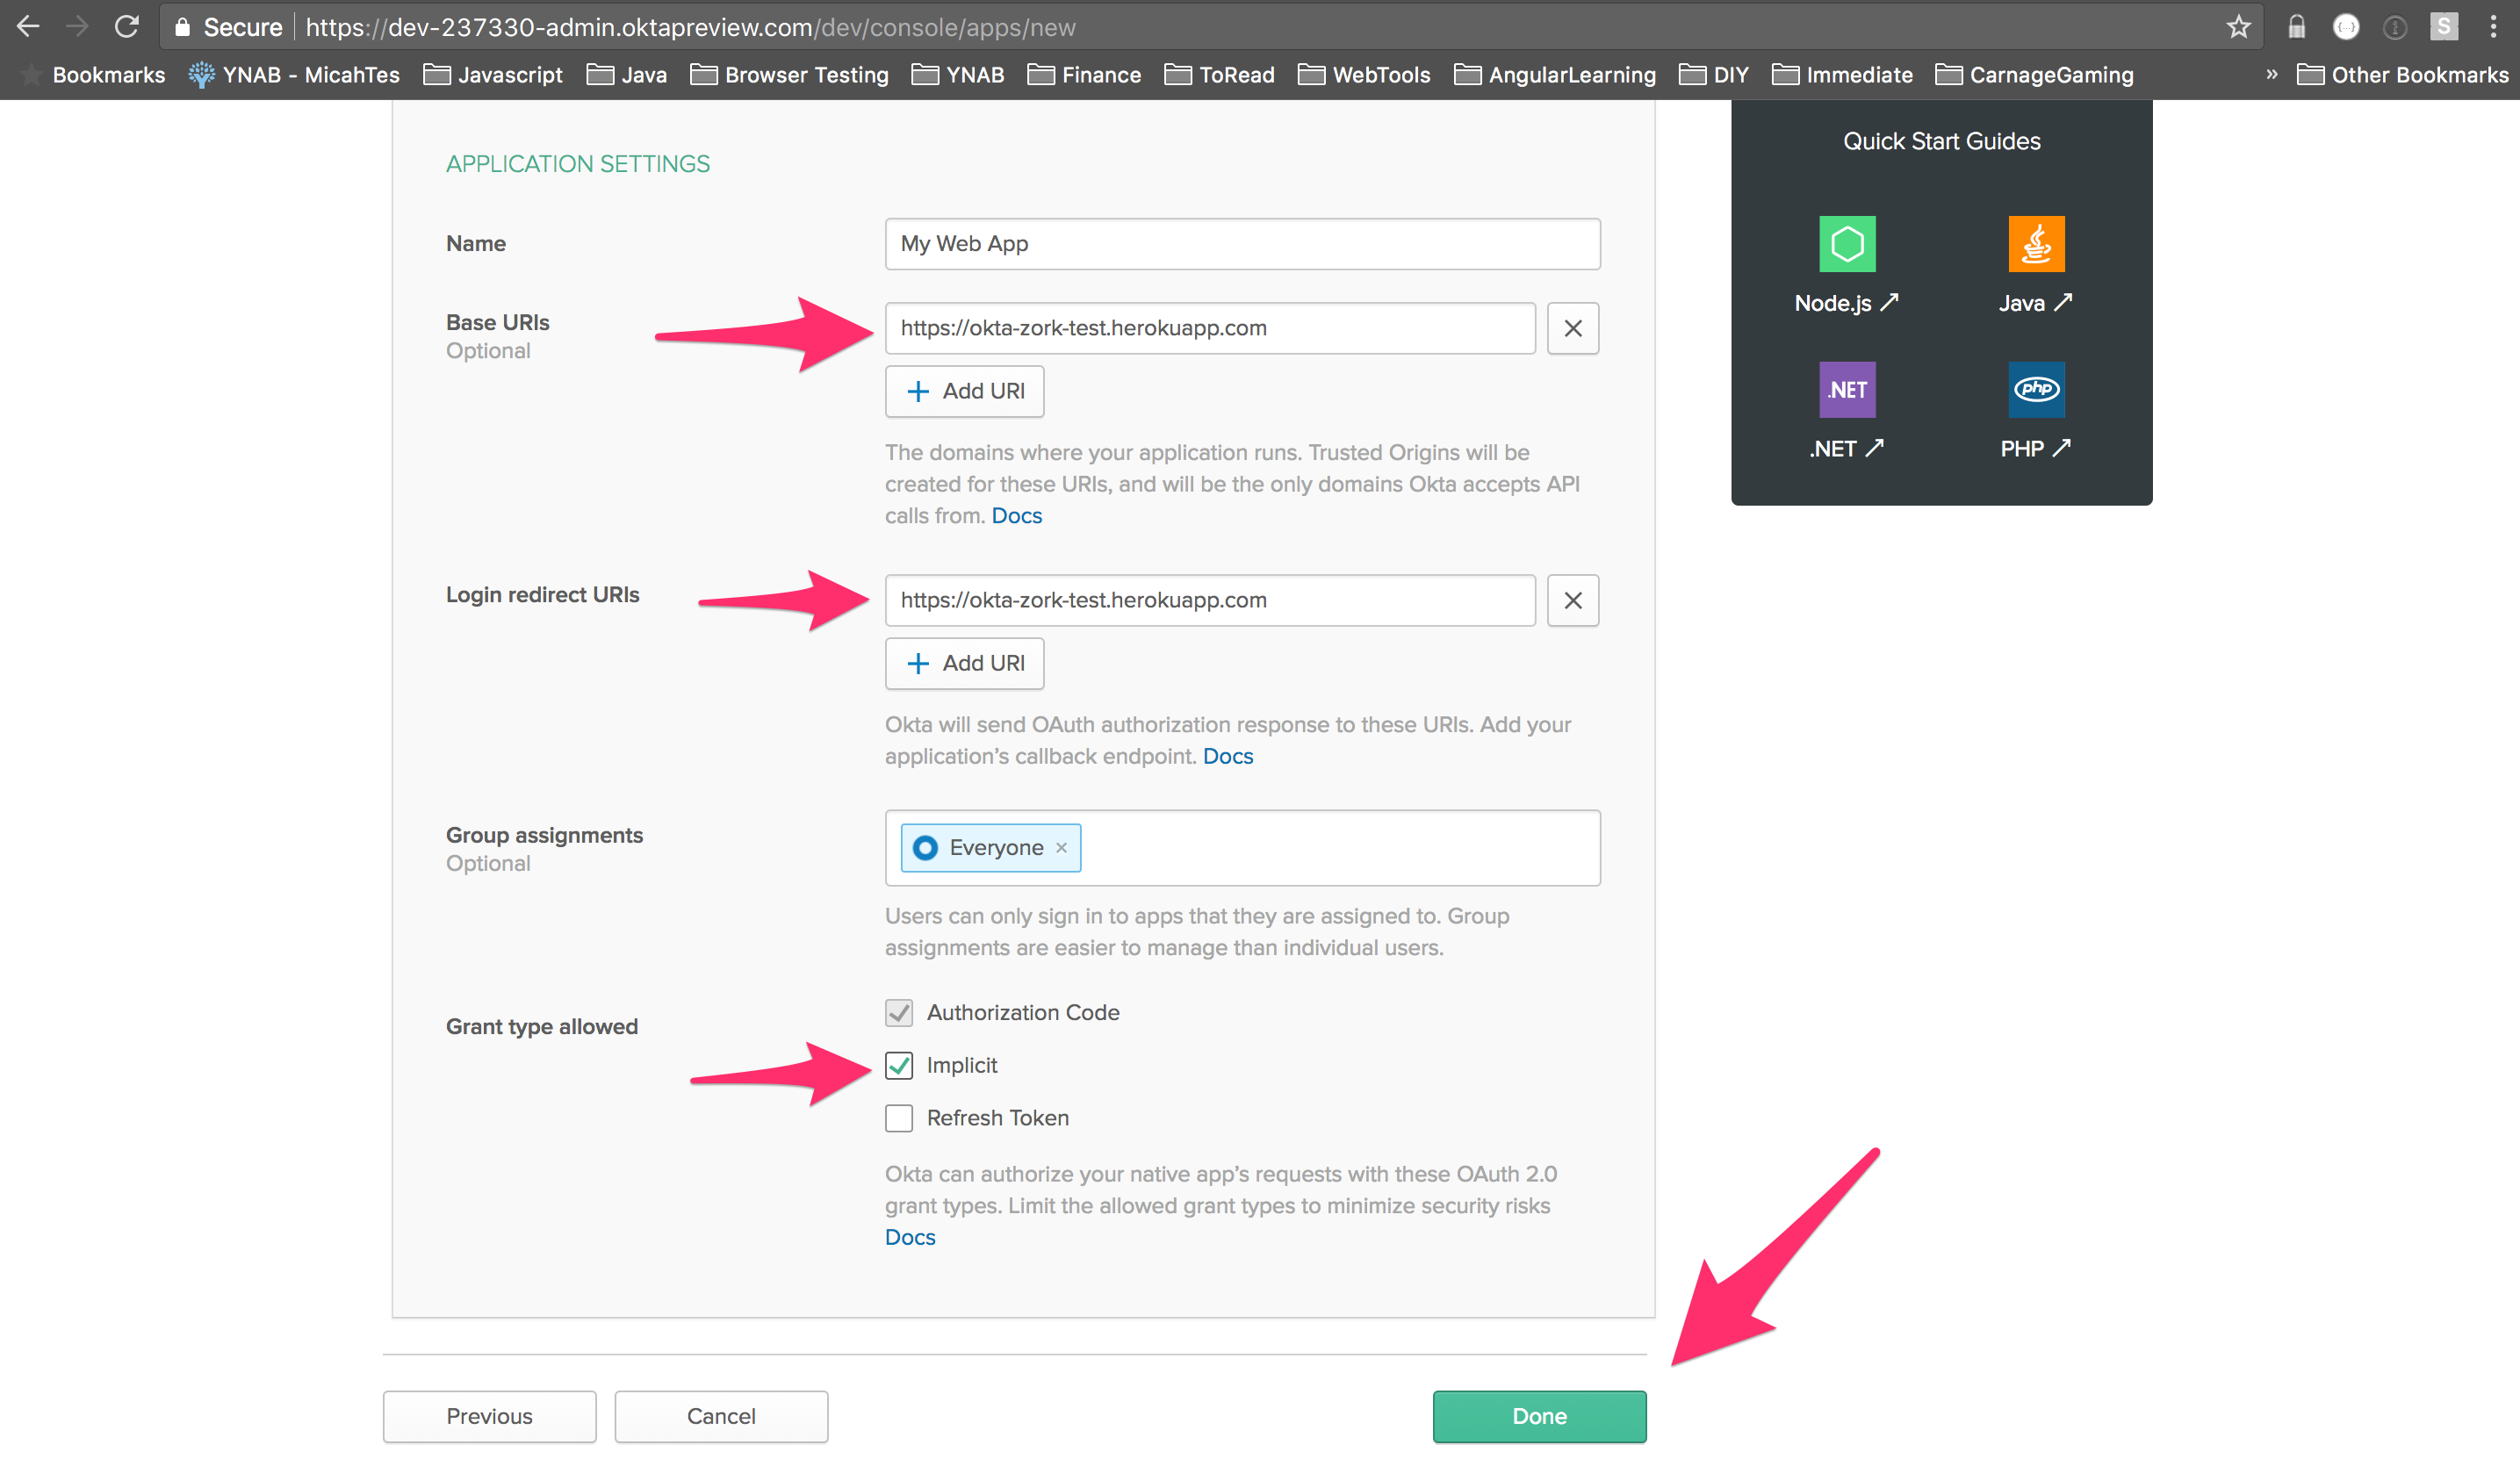 Secure https://dev-237330-admin.oktapreview.com/dev/console/apps/new
S
Bookmarks YNAB - MicahTes Javascript Java Browser Testing YNAB Finance ToRead WebTools AngularLearning DIY Immediate CarnageGaming » Other Bookmarks
APPLICATION SETTINGS
Name
My Web App
Base URIs
Optional
https://okta-zork-test.herokuapp.com
Add URI
The domains where your application runs. Trusted Origins will be
created for these URIs, and will be the only domains Okta accepts API
calls from. Docs
Login redirect URIs
https://okta-zork-test.herokuapp.com
Add URI
Okta will send OAuth authorization response to these URIs. Add your
application’s callback endpoint. Docs
Group assignments
Optional
Everyone
Users can only sign in to apps that they are assigned to. Group
assignments are easier to manage than individual users.
Grant type allowed
Authorization Code
Implicit
Refresh Token
Okta can authorize your native app’s requests with these OAuth 2.0
grant types. Limit the allowed grant types to minimize security risks
Docs
Previous
Cancel
Done
Quick Start Guides
Node.js
Java
.NET
php
.NET
PHP